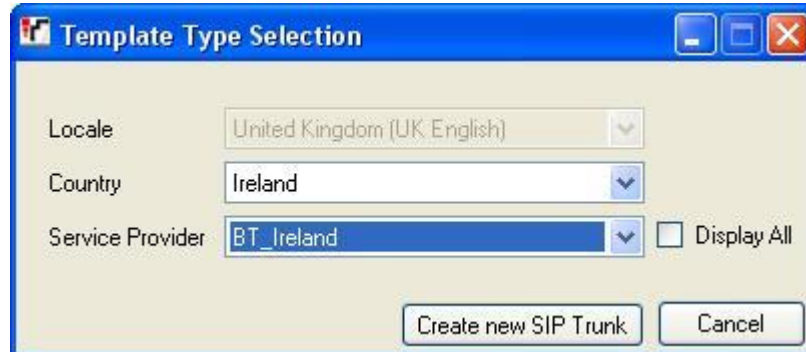 Template Type Selection
Locale United Kingdom (UK English)
Country Ireland
Service Provider BT_Ireland Display All
Create new SIP Trunk Cancel